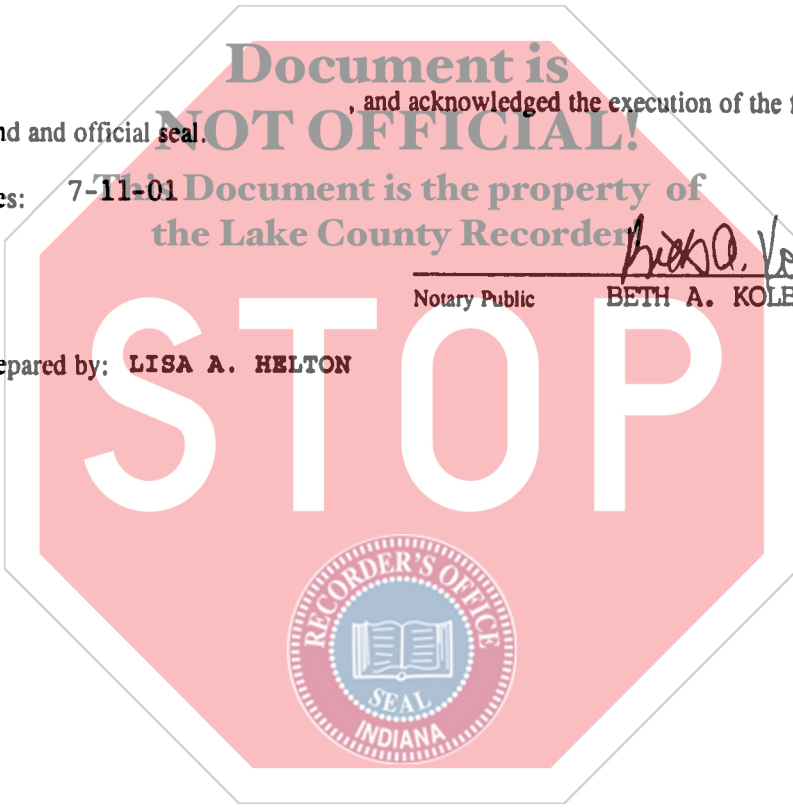 Document is
, and acknowledged the execution of the
nd and official seal.
NOT OFFICIAL!
es: 7-11-01
This Document is the property of
the Lake County Recorder!
Beth A.
Notary Public BETH A. KOLB
epared by: LISA A. HELTON
STOP
RECORDER'S OFFICE
SEAL
INDIANA